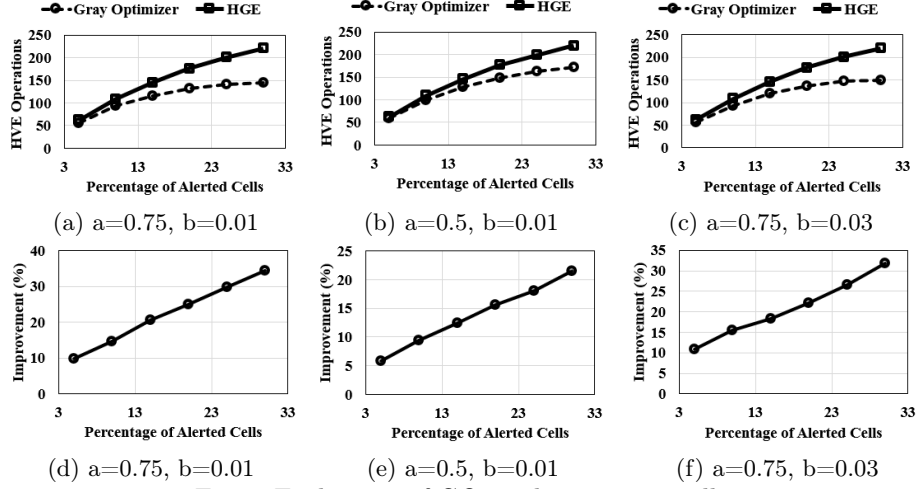 Gray Optimizer HGE
Gray Optimizer HGE
Gray Optimizer HGE
HVE Operations
250
200
150
100
50
0
3 13 23 33
Percentage of Alerted Cells
(a) a=0.75, b=0.01
HVE Operations
250
200
150
100
50
0
3 13 23 33
Percentage of Alerted Cells
(b) a=0.5, b=0.01
HVE Operations
250
200
150
100
50
0
3 13 23 33
Percentage of Alerted Cells
(c) a=0.75, b=0.03
Improvement (%)
40
30
20
10
0
3 13 23 33
Percentage of Alerted Cells
(d) a=0.75, b=0.01
Improvement (%)
25
20
15
10
5
0
3 13 23 33
Percentage of Alerted Cells
(e) a=0.5, b=0.01
Improvement (%)
35
30
25
20
15
10
5
0
3 13 23 33
Percentage of Alerted Cells
(f) a=0.75, b=0.03